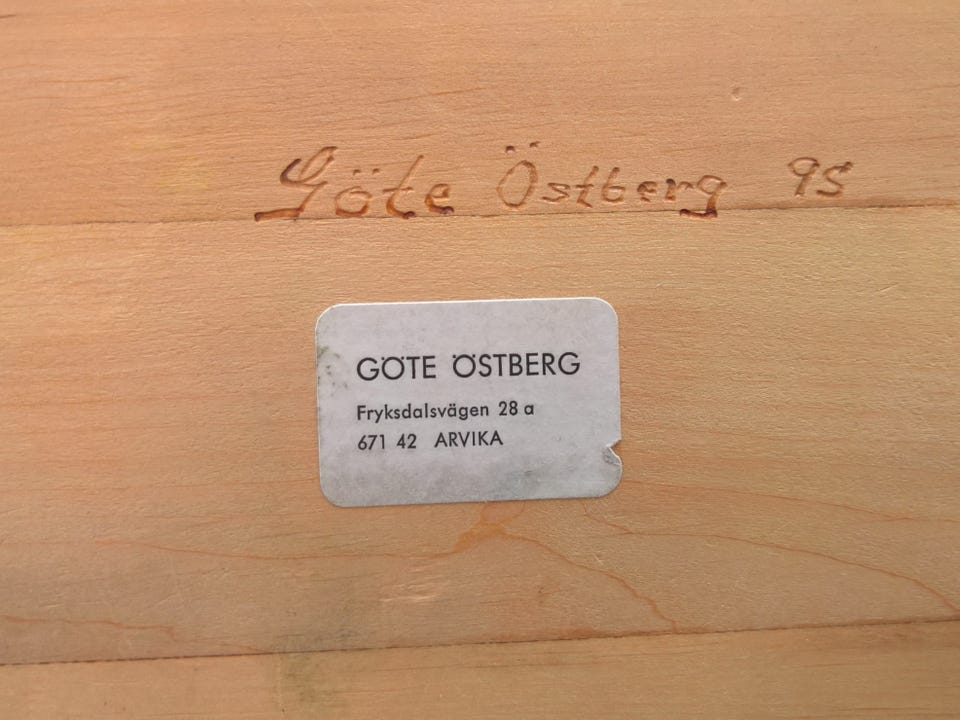 Göte Östberg 95
GÖTE ÖSTBERG
Fryksdalsvägen 28 a
671 42 ARVIKA